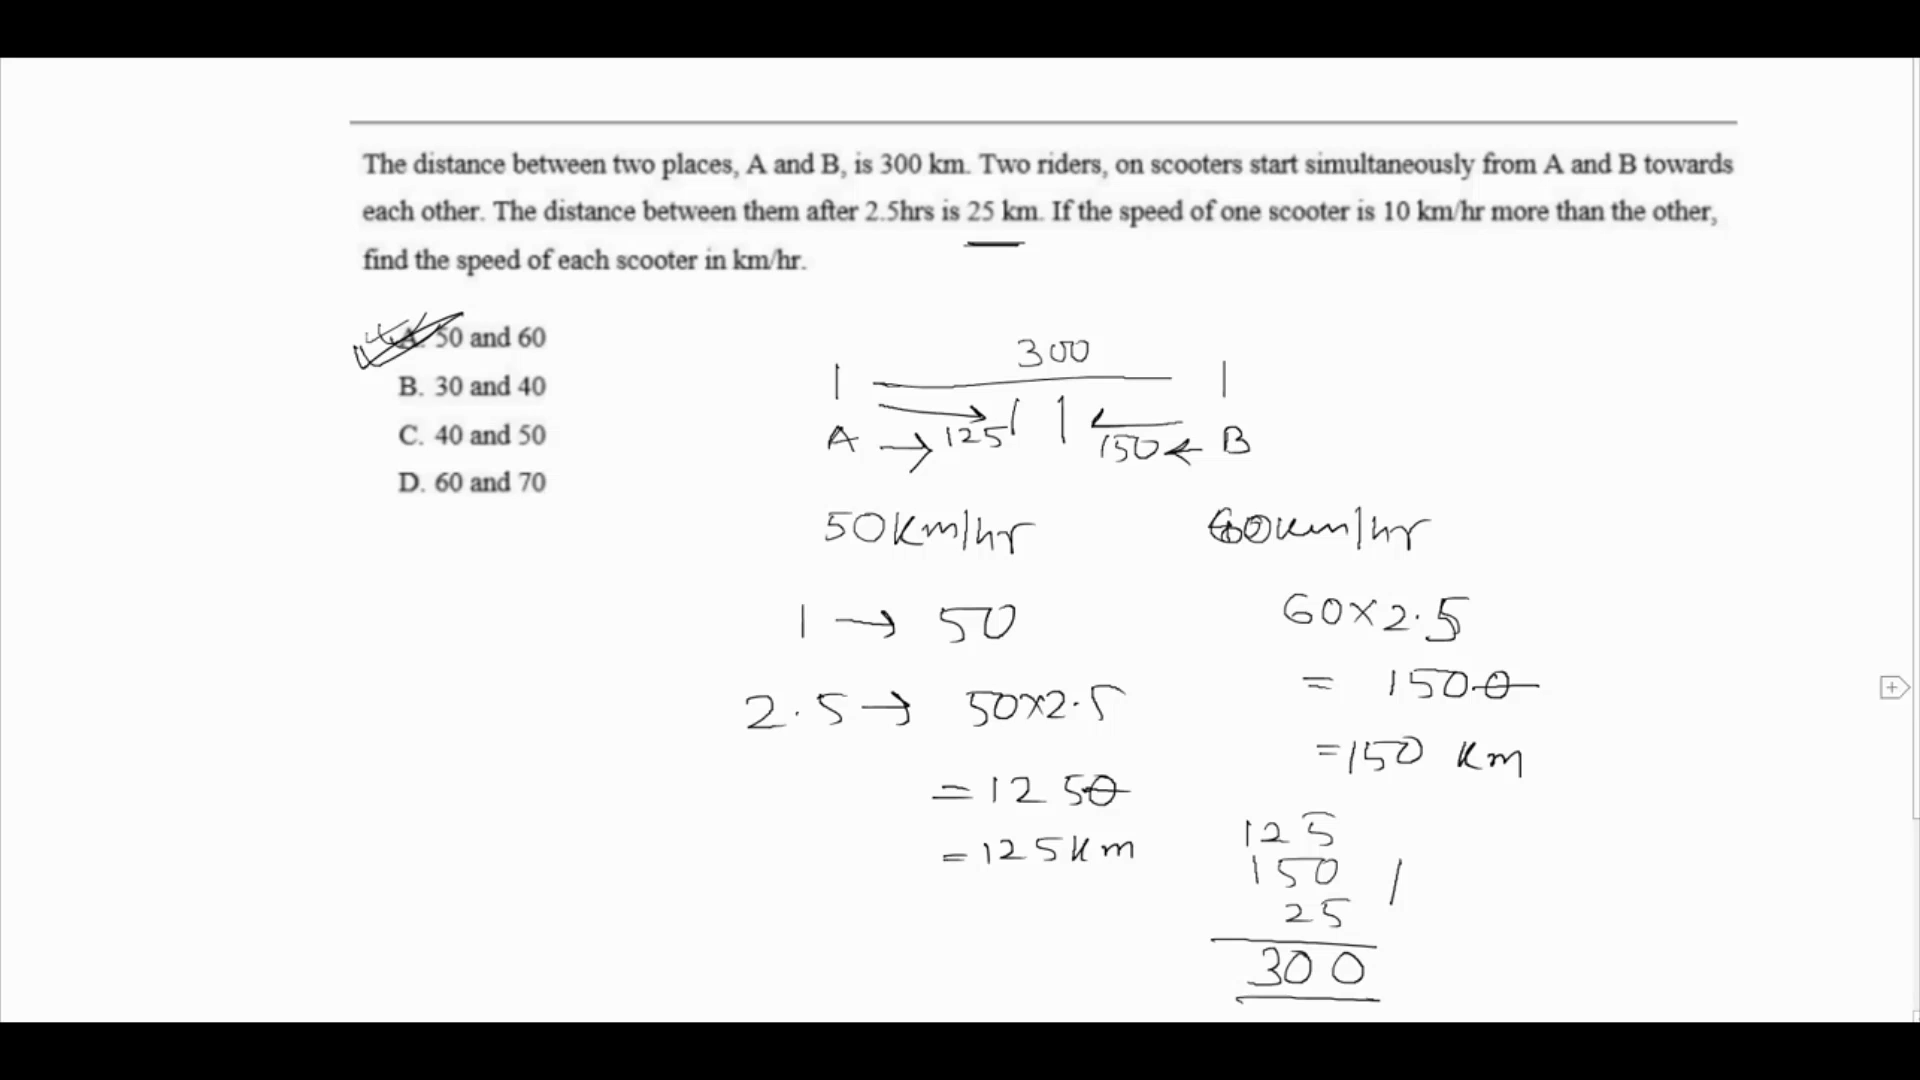 The distance between two places, A and B, is 300 km. Two riders, on scooters start simultaneously from A and B towards
each other. The distance between them after 2.5hrs is 25 km. If the speed of one scooter is 10 km/hr more than the other,
find the speed of each scooter in km/hr.
A. 50 and 60
B. 30 and 40
C. 40 and 50
D. 60 and 70
300
A → 125 150 ← B
50km/hr 60km/hr
1 → 50
60×2.5
2.5 → 50×2.5
= 1500
= 150 km
= 1250
= 125km
125
150
25
300